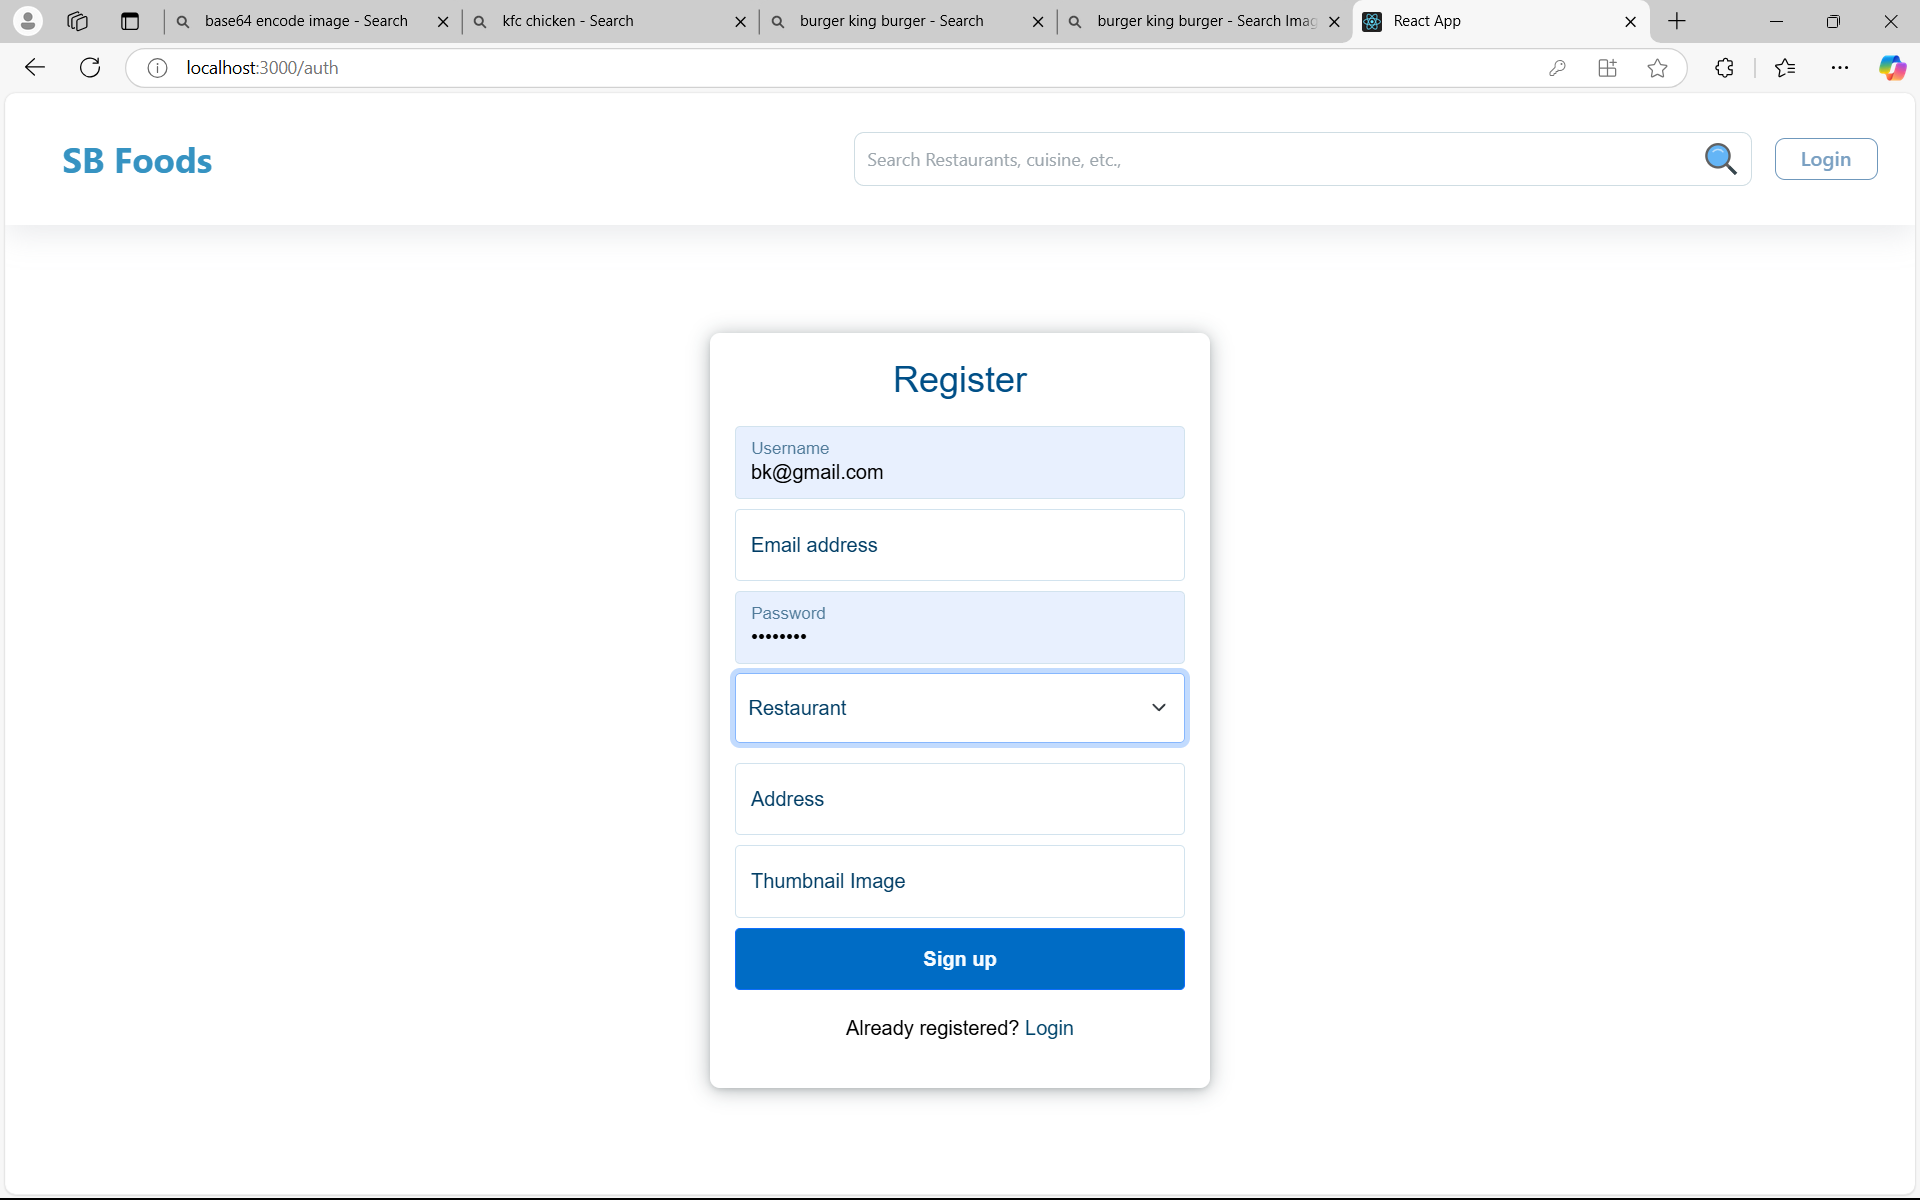 base64 encode image - Search
kfc chicken - Search
burger king burger - Search
burger king burger - Search Imag
React App
localhost:3000/auth
SB Foods
Search Restaurants, cuisine, etc.,
Login
Register
Username
bk@gmail.com
Email address
Password
••••••••
Restaurant
Address
Thumbnail Image
Sign up
Already registered? Login